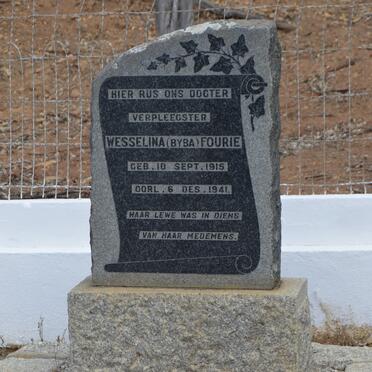 HIER RUS ONS DOGTER
VERPLEEGSTER
WESSELINA (BYBA) FOURIE
GEB. 10 SEPT. 1915
OORL. 6 DES. 1941.
HAAR LEWE WAS IN DIENS
VAN HAAR MEDEMENS.